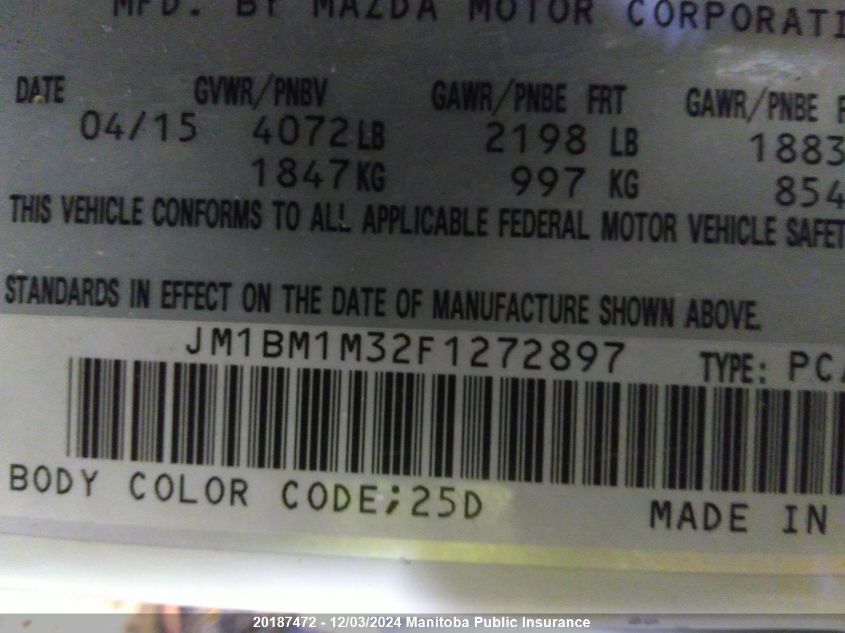 MFD. BY MAZDA MOTOR CORPORATI
DATE GVWR/PNBV GAWR/PNBE FRT GAWR/PNBE
04/15 4072LB 2198 LB 1883
1847KG 997 KG 854
THIS VEHICLE CONFORMS TO ALL APPLICABLE FEDERAL MOTOR VEHICLE SAFET
STANDARDS IN EFFECT ON THE DATE OF MANUFACTURE SHOWN ABOVE.
JM1BM1M32F1272897 TYPE: PC
BODY COLOR CODE;25D MADE IN
20187472 - 12/03/2024 Manitoba Public Insurance